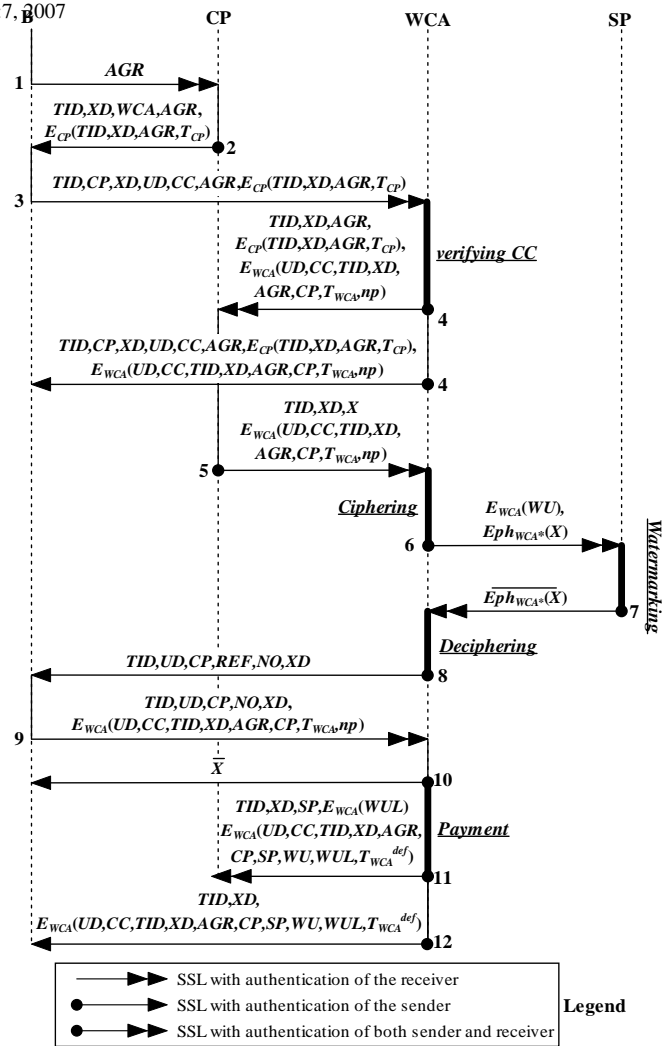 7, 2007
B CP WCA SP
AGR
1
TID,XD,WCA,AGR,
E_CP(TID,XD,AGR,T_CP)
2
TID,CP,XD,UD,CC,AGR,E_CP(TID,XD,AGR,T_CP)
3
TID,XD,AGR,
E_CP(TID,XD,AGR,T_CP),
E_WCA(UD,CC,TID,XD,
AGR,CP,T_WCA,np)
verifying CC
4
TID,CP,XD,UD,CC,AGR,E_CP(TID,XD,AGR,T_CP),
E_WCA(UD,CC,TID,XD,AGR,CP,T_WCA,np)
4
TID,XD,X
E_WCA(UD,CC,TID,XD,
AGR,CP,T_WCA,np)
5
Ciphering
E_WCA(WU),
Eph_WCA*(X)
6
Watermarking
Eph_WCA*(X̅)
7
Deciphering
TID,UD,CP,REF,NO,XD
8
TID,UD,CP,NO,XD,
E_WCA(UD,CC,TID,XD,AGR,CP,T_WCA,np)
9
X̅
10
TID,XD,SP,E_WCA(WUL)
E_WCA(UD,CC,TID,XD,AGR,
CP,SP,WU,WUL,T_WCA^def)
Payment
11
TID,XD,
E_WCA(UD,CC,TID,XD,AGR,CP,SP,WU,WUL,T_WCA^def)
12
SSL with authentication of the receiver
SSL with authentication of the sender
SSL with authentication of both sender and receiver
Legend